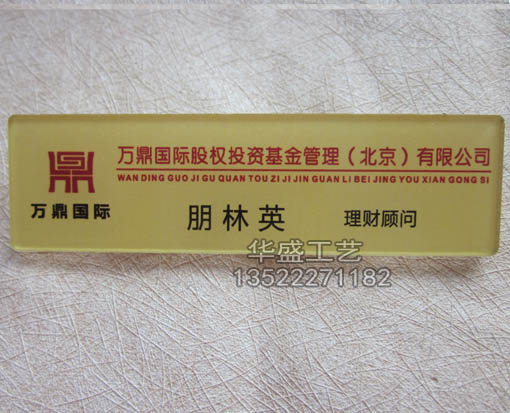 万鼎国际股权投资基金管理（北京）有限公司
WAN DING GUO JI GU QUAN TOU ZI JI JIN GUAN LI BEI JING YOU XIAN GONG SI
万鼎国际
朋林英 理财顾问
华盛工艺
13522271182